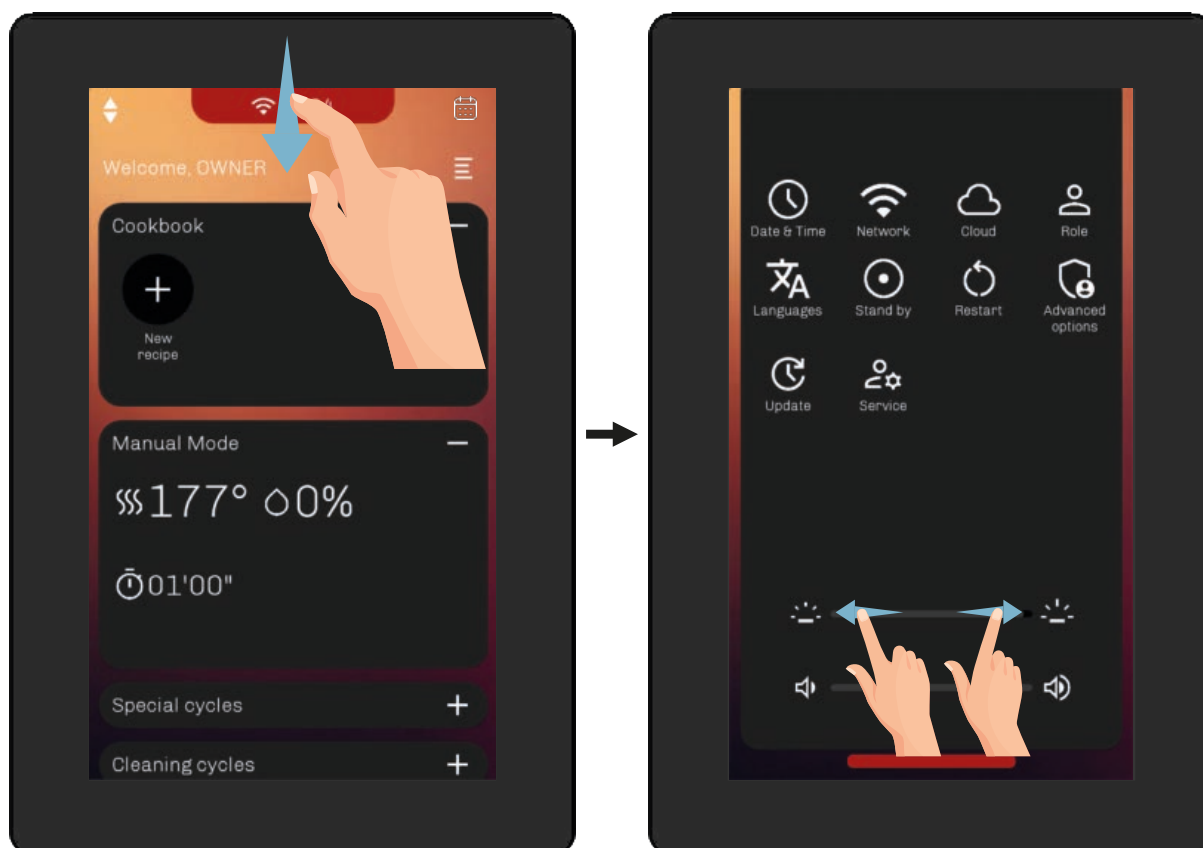 Welcome, OWNER
Cookbook
New
recipe
Manual Mode
177° 0%
01'00"
Special cycles
Cleaning cycles
Date & Time Network Cloud Role
Languages Stand by Restart Advanced
options
Update Service